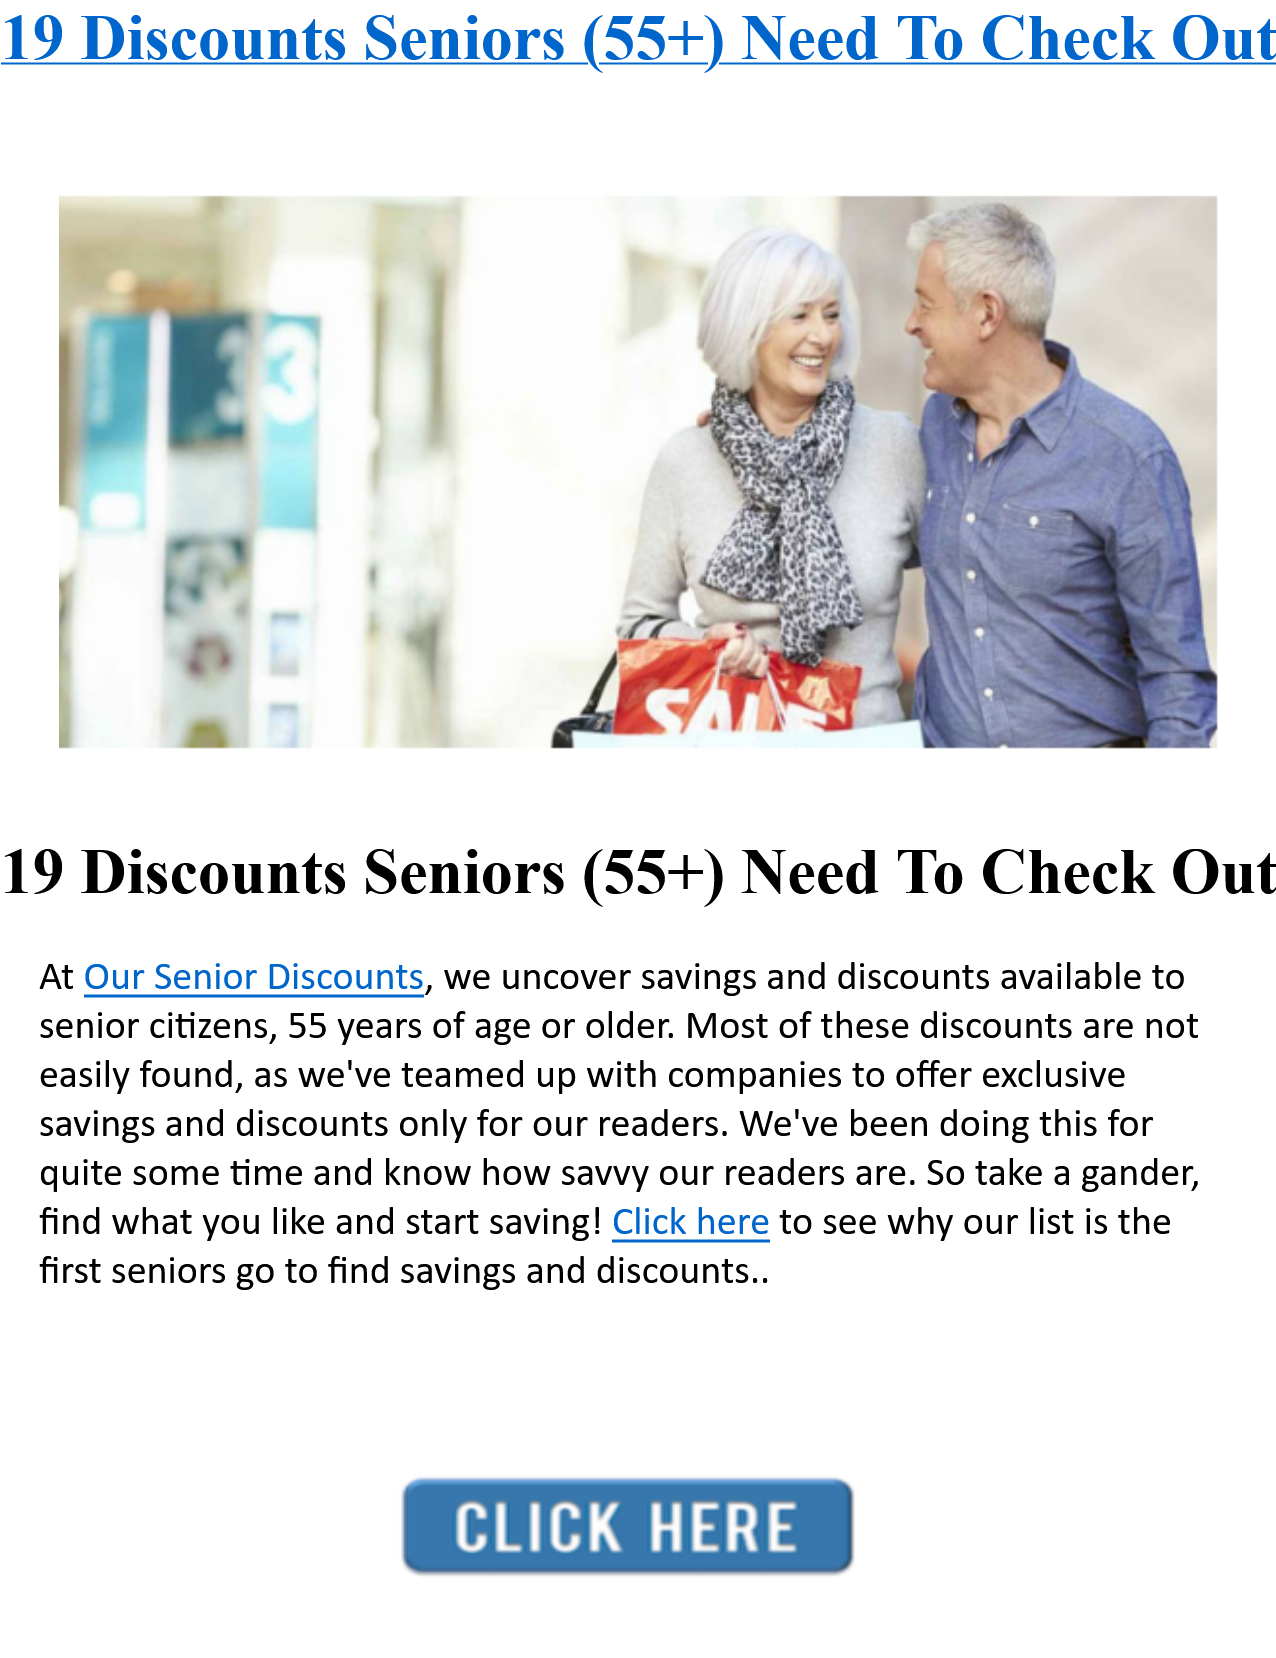 19 Discounts Seniors (55+) Need To Check Out
33
SALE
19 Discounts Seniors (55+) Need To Check Out
At Our Senior Discounts, we uncover savings and discounts available to
senior citizens, 55 years of age or older. Most of these discounts are not
easily found, as we've teamed up with companies to offer exclusive
savings and discounts only for our readers. We've been doing this for
quite some time and know how savvy our readers are. So take a gander,
find what you like and start saving! Click here to see why our list is the
first seniors go to find savings and discounts..
CLICK HERE